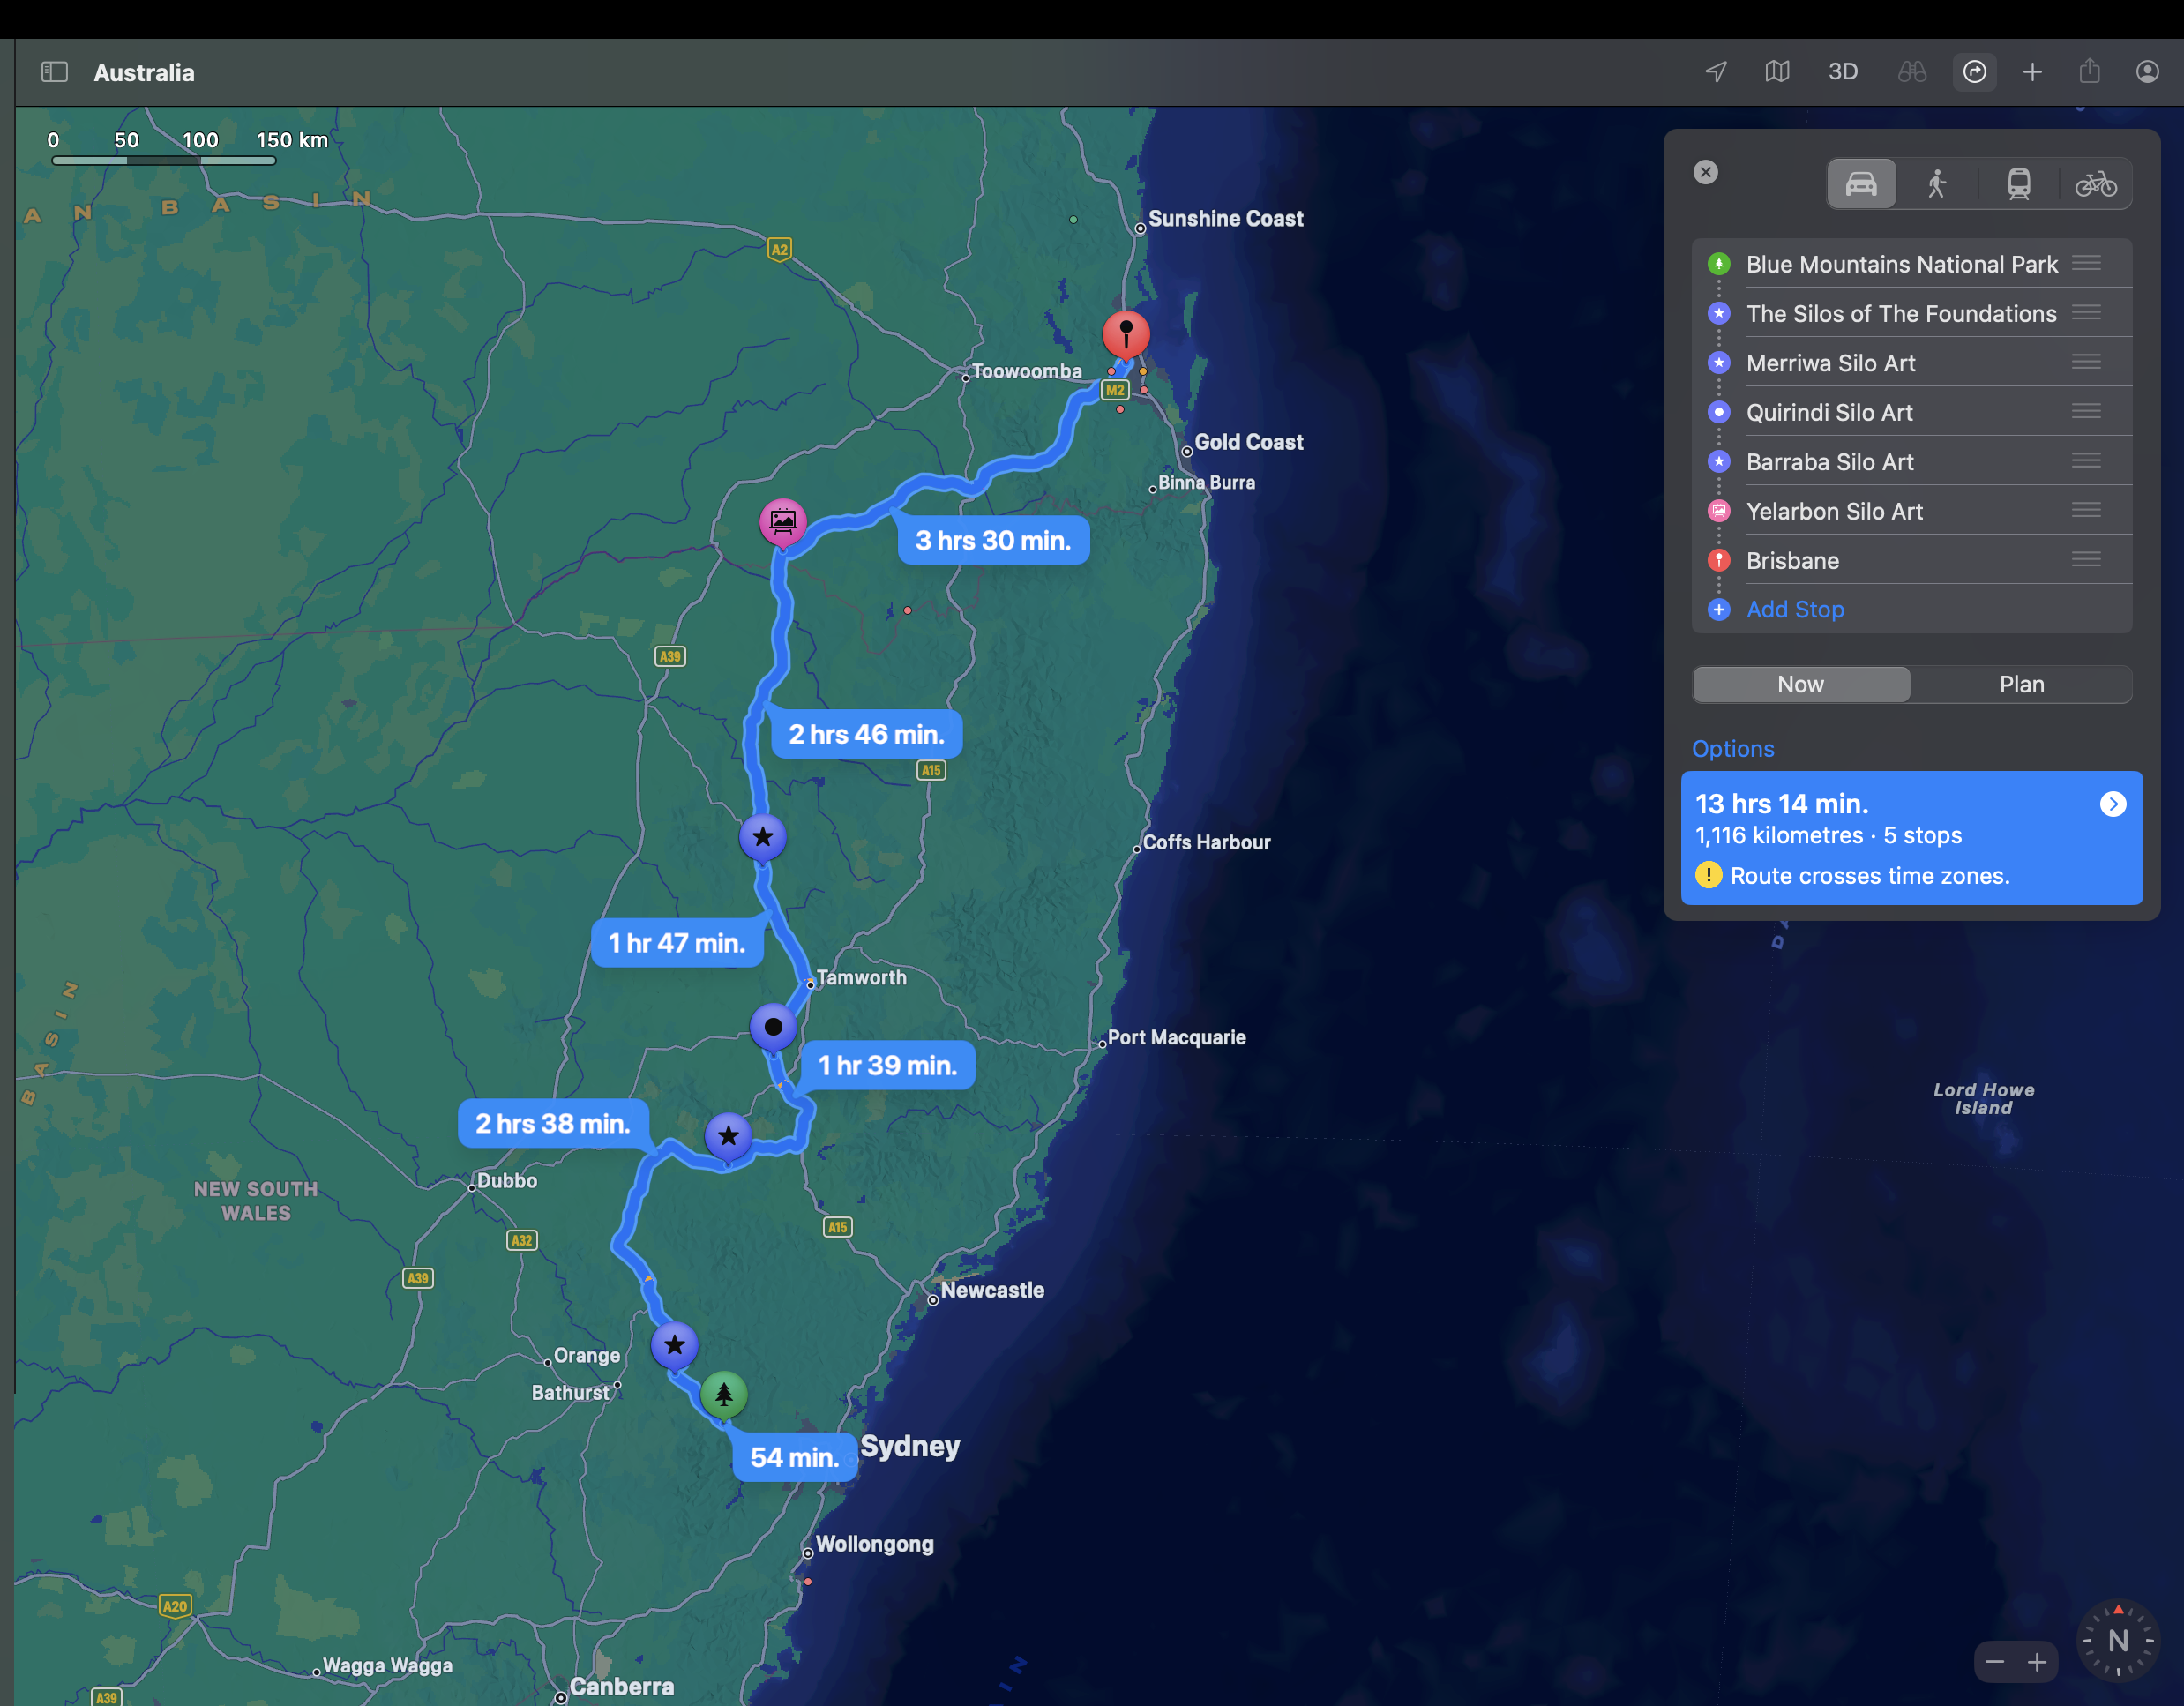 Australia
3D
0 50 100 150 km
AN BASIN
A2
Sunshine Coast
Toowoomba
M2
Gold Coast
Binna Burra
3 hrs 30 min.
A39
2 hrs 46 min.
A15
Coffs Harbour
1 hr 47 min.
Tamworth
BASIN
Port Macquarie
1 hr 39 min.
2 hrs 38 min.
Lord Howe
Island
Dubbo
NEW SOUTH
WALES
A15
A32
A39
Newcastle
Orange
Bathurst
Sydney
54 min.
Wollongong
A20
Wagga Wagga
Canberra
A39
N
Blue Mountains National Park
The Silos of The Foundations
Merriwa Silo Art
Quirindi Silo Art
Barraba Silo Art
Yelarbon Silo Art
Brisbane
Add Stop
Now
Plan
Options
13 hrs 14 min.
1,116 kilometres · 5 stops
Route crosses time zones.